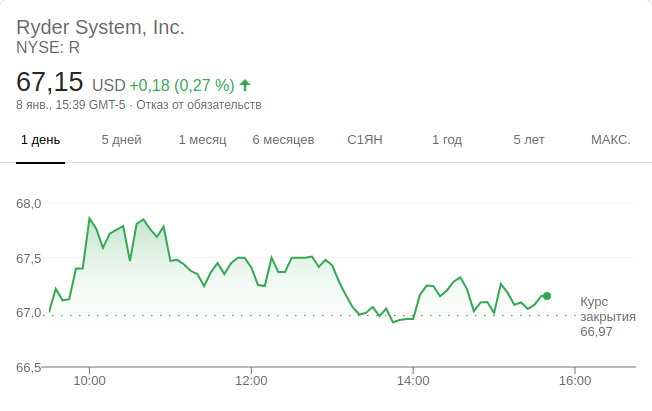 Ryder System, Inc.
NYSE: R
67,15 USD +0,18 (0,27 %)
8 янв., 15:39 GMT-5 · Отказ от обязательств
1 день 5 дней 1 месяц 6 месяцев С1ЯН 1 год 5 лет МАКС.
68,0
67,5
67,0
66,5
Курс
закрытия
66,97
10:00 12:00 14:00 16:00